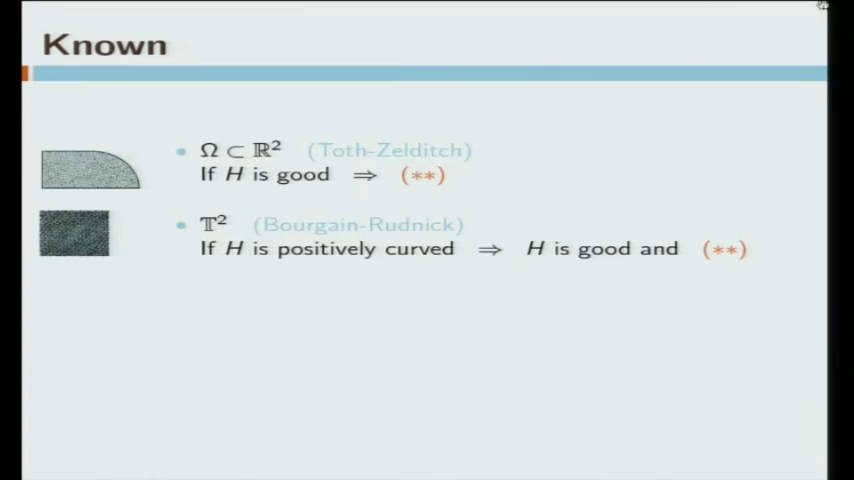 Known
• Ω ⊂ ℝ² (Toth-Zelditch)
If H is good ⇒ (**)
• 𝕋² (Bourgain-Rudnick)
If H is positively curved ⇒ H is good and (**)